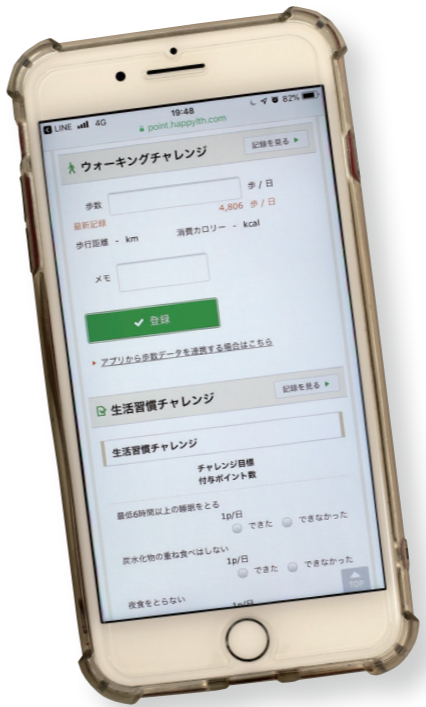 LINE 4G 19:48 82%
point.happylth.com
ウォーキングチャレンジ 記録を見る
歩数 歩 / 日
最新記録 4,806 歩 / 日
歩行距離 - km 消費カロリー - kcal
メモ
✓ 登録
アプリから歩数データを連携する場合はこちら
生活習慣チャレンジ 記録を見る
生活習慣チャレンジ
チャレンジ目標
付与ポイント数
最低6時間以上の睡眠をとる
1p/日
できた できなかった
炭水化物の重ね食べはしない
1p/日
できた できなかった
TOP
夜食をとらない
1p/日